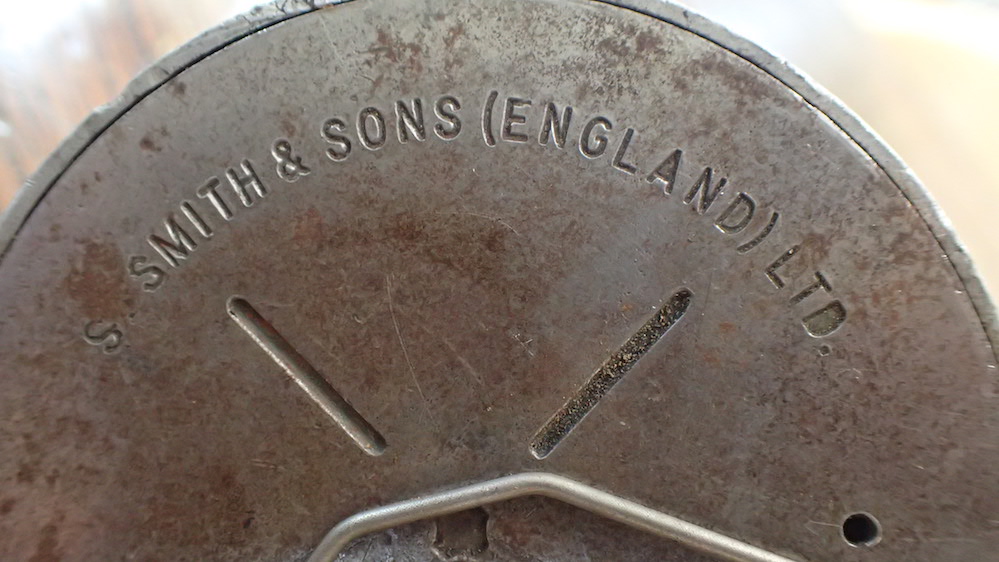 S. SMITH & SONS (ENGLAND) LTD.